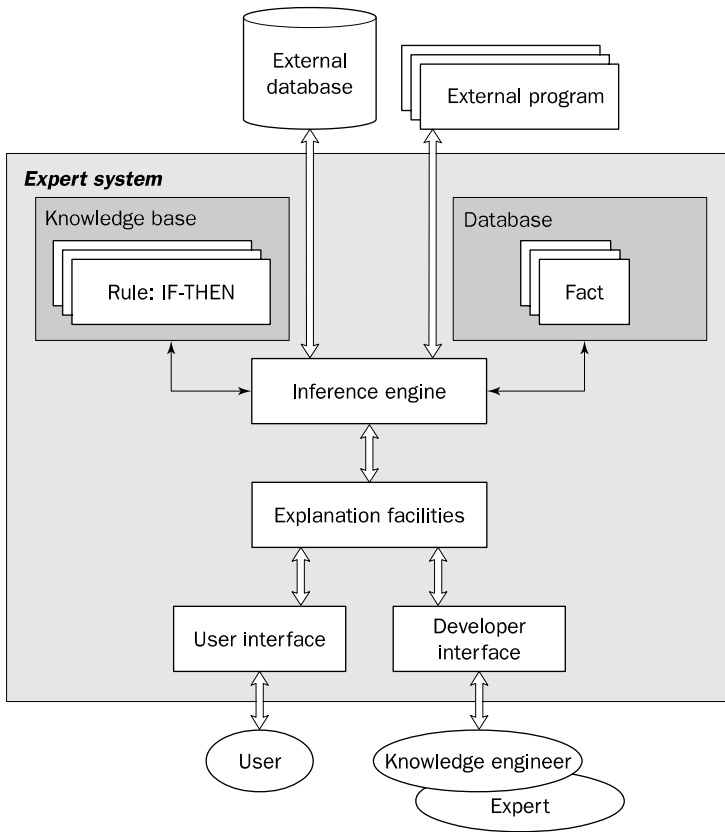 External
database
External program
Expert system
Knowledge base
Rule: IF-THEN
Database
Fact
Inference engine
Explanation facilities
User interface
Developer
interface
User
Knowledge engineer
Expert